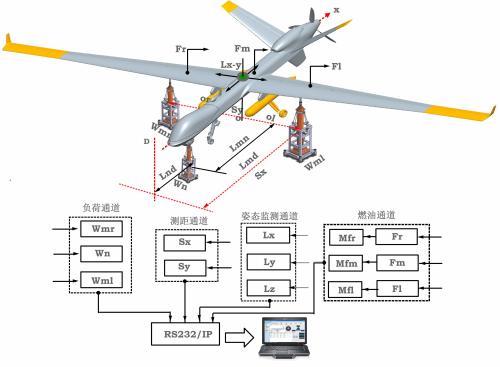 x
Fr
Fm
Lx-y
Fl
or
Sy
ol
Wmr
D
Lmn
Wml
Lnd
Wn
Lmd
Sx
负荷通道
测距通道
姿态监测通道
燃油通道
Wmr
Sx
Lx
Mfr
Fr
Wn
Sy
Ly
Mfm
Fm
Wml
Lz
Mfl
Fl
RS232/IP